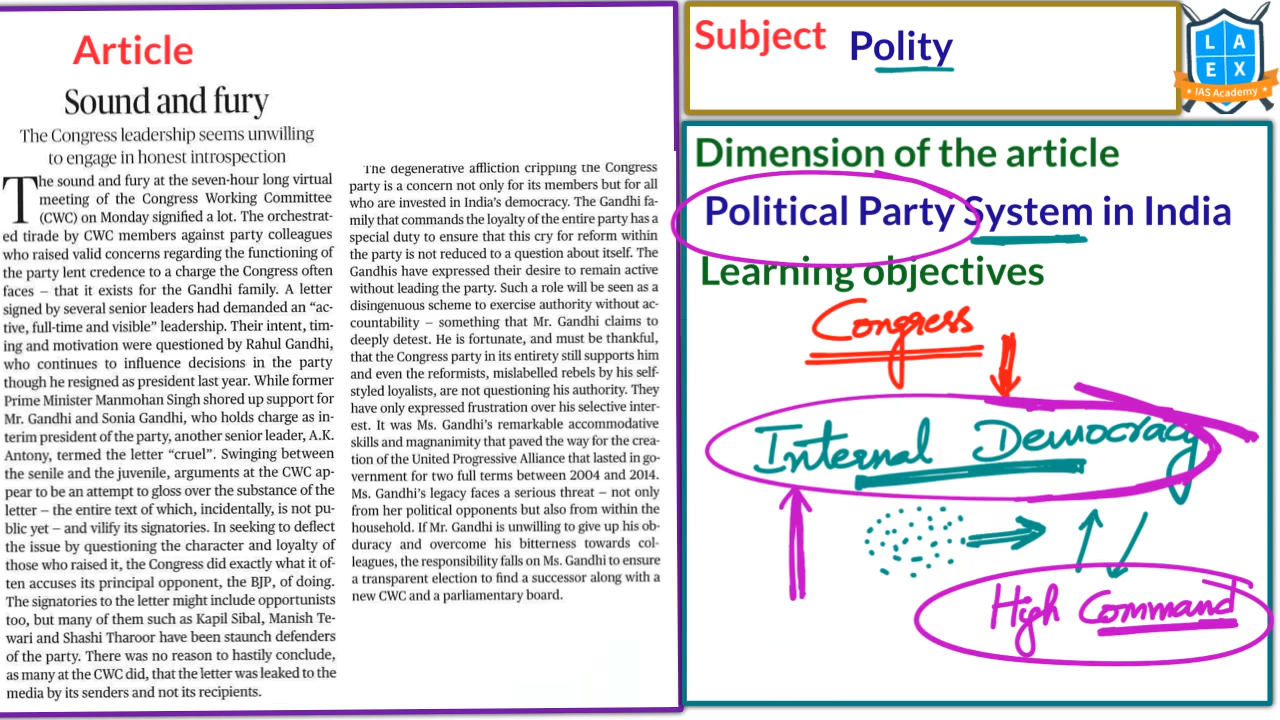 Article
Sound and fury
The Congress leadership seems unwilling
to engage in honest introspection
The sound and fury at the seven-hour long virtual
meeting of the Congress Working Committee
(CWC) on Monday signified a lot. The orchestrat-
ed tirade by CWC members against party colleagues
who raised valid concerns regarding the functioning of
the party lent credence to a charge the Congress often
faces – that it exists for the Gandhi family. A letter
signed by several senior leaders had demanded an “ac-
tive, full-time and visible” leadership. Their intent, tim-
ing and motivation were questioned by Rahul Gandhi,
who continues to influence decisions in the party
though he resigned as president last year. While former
Prime Minister Manmohan Singh shored up support for
Mr. Gandhi and Sonia Gandhi, who holds charge as in-
terim president of the party, another senior leader, A.K.
Antony, termed the letter “cruel”. Swinging between
the senile and the juvenile, arguments at the CWC ap-
pear to be an attempt to gloss over the substance of the
letter – the entire text of which, incidentally, is not pu-
blic yet – and vilify its signatories. In seeking to deflect
the issue by questioning the character and loyalty of
those who raised it, the Congress did exactly what it of-
ten accuses its principal opponent, the BJP, of doing.
The signatories to the letter might include opportunists
too, but many of them such as Kapil Sibal, Manish Te-
wari and Shashi Tharoor have been staunch defenders
of the party. There was no reason to hastily conclude,
as many at the CWC did, that the letter was leaked to the
media by its senders and not its recipients.
The degenerative affliction crippling the Congress
party is a concern not only for its members but for all
who are invested in India’s democracy. The Gandhi fa-
mily that commands the loyalty of the entire party has a
special duty to ensure that this cry for reform within
the party is not reduced to a question about itself. The
Gandhis have expressed their desire to remain active
without leading the party. Such a role will be seen as a
disingenuous scheme to exercise authority without ac-
countability – something that Mr. Gandhi claims to
deeply detest. He is fortunate, and must be thankful,
that the Congress party in its entirety still supports him
and even the reformists, mislabelled rebels by his self-
styled loyalists, are not questioning his authority. They
have only expressed frustration over his selective inter-
est. It was Ms. Gandhi’s remarkable accommodative
skills and magnanimity that paved the way for the crea-
tion of the United Progressive Alliance that lasted in go-
vernment for two full terms between 2004 and 2014.
Ms. Gandhi’s legacy faces a serious threat – not only
from her political opponents but also from within the
household. If Mr. Gandhi is unwilling to give up his ob-
duracy and overcome his bitterness towards col-
leagues, the responsibility falls on Ms. Gandhi to ensure
a transparent election to find a successor along with a
new CWC and a parliamentary board.
Subject Polity
LA
EX
IAS Academy
Dimension of the article
Political Party System in India
Learning objectives
Congress
Internal Democracy
High Command